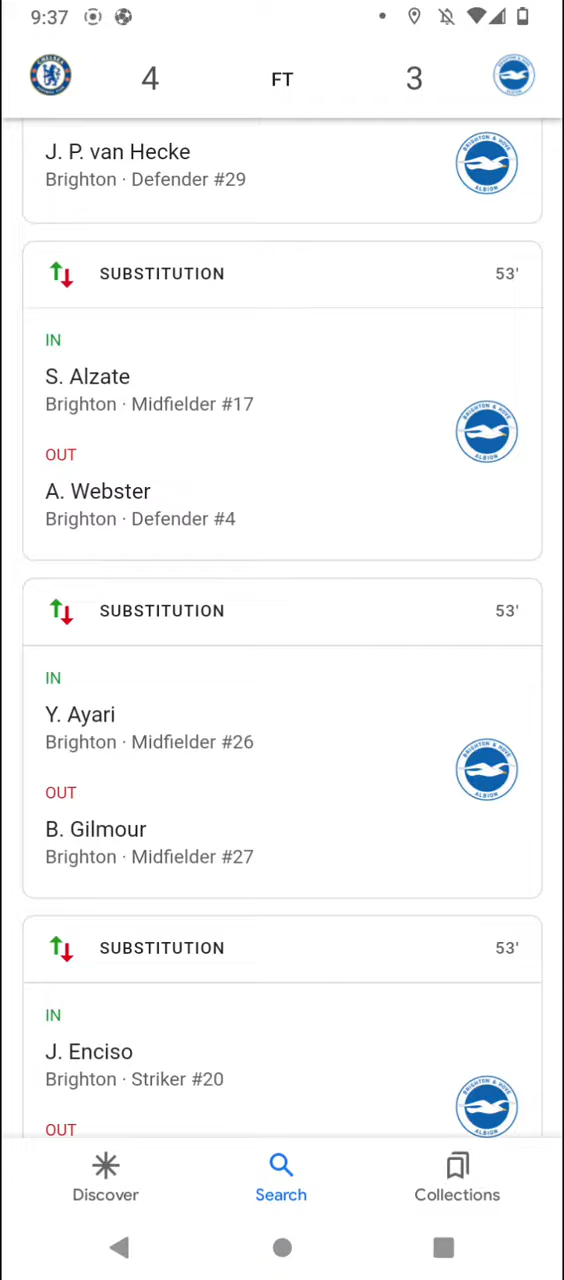 9:37
4 FT 3
J. P. van Hecke
Brighton · Defender #29
SUBSTITUTION 53'
IN
S. Alzate
Brighton · Midfielder #17
OUT
A. Webster
Brighton · Defender #4
SUBSTITUTION 53'
IN
Y. Ayari
Brighton · Midfielder #26
OUT
B. Gilmour
Brighton · Midfielder #27
SUBSTITUTION 53'
IN
J. Enciso
Brighton · Striker #20
OUT
Discover Search Collections